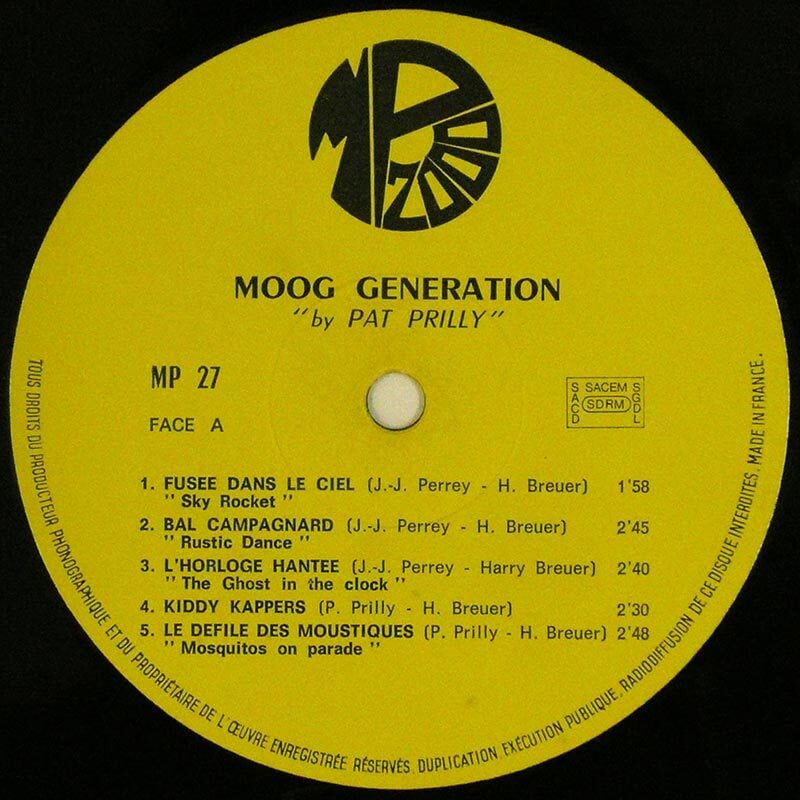 MP 2000
MOOG GENERATION
"by PAT PRILLY"
MP 27
FACE A
SACD SACEM SDRM SGDL
1. FUSEE DANS LE CIEL (J.-J. Perrey - H. Breuer) 1'58
" Sky Rocket "
2. BAL CAMPAGNARD (J.-J. Perrey - H. Breuer) 2'45
" Rustic Dance "
3. L'HORLOGE HANTEE (J.-J. Perrey - Harry Breuer) 2'40
" The Ghost in the clock "
4. KIDDY KAPPERS (P. Prilly - H. Breuer) 2'30
5. LE DEFILE DES MOUSTIQUES (P. Prilly - H. Breuer) 2'48
" Mosquitos on parade "
TOUS DROITS DU PRODUCTEUR PHONOGRAPHIQUE ET DU PROPRIÉTAIRE DE L'ŒUVRE ENREGISTRÉE RÉSERVÉS. DUPLICATION, EXÉCUTION PUBLIQUE, RADIODIFFUSION DE CE DISQUE INTERDITES. MADE IN FRANCE.